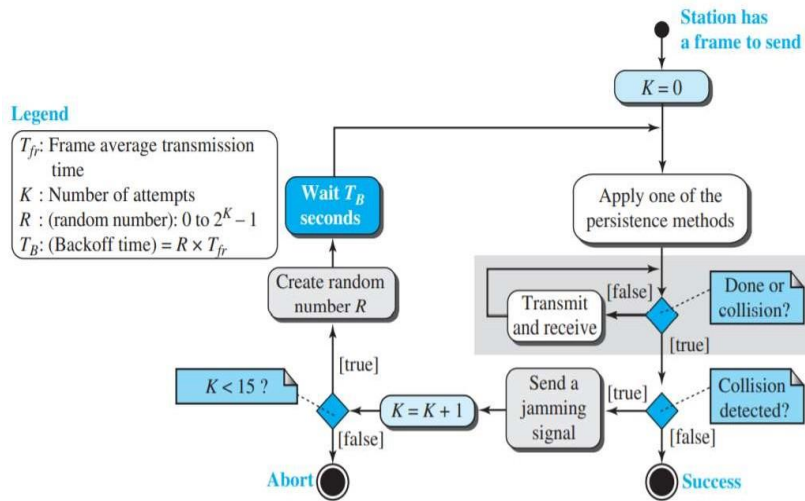 Station has
a frame to send
K = 0
Legend
T_fr: Frame average transmission
time
K : Number of attempts
R : (random number): 0 to 2^K – 1
T_B: (Backoff time) = R × T_fr
Wait T_B
seconds
Apply one of the
persistence methods
Create random
number R
Transmit
and receive
[false]
Done or
collision?
[true]
[true]
K < 15 ?
K = K + 1
Send a
jamming
signal
[true]
Collision
detected?
[false]
[false]
Abort
Success